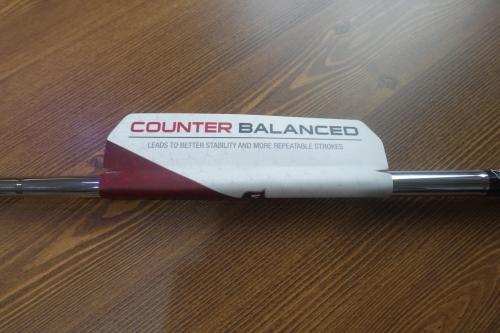 COUNTER BALANCED
LEADS TO BETTER STABILITY AND MORE REPEATABLE STROKES